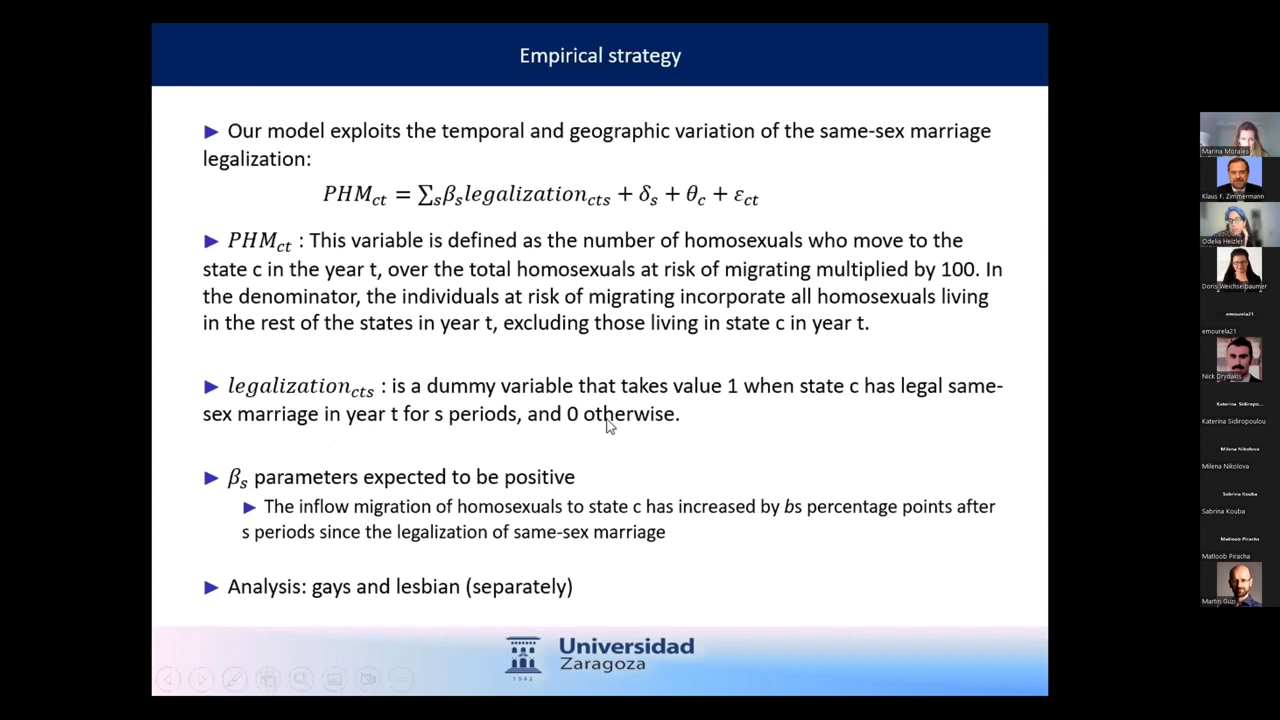 Empirical strategy
► Our model exploits the temporal and geographic variation of the same-sex marriage
legalization:
PHM_ct = ∑_s β_s legalization_cts + δ_s + θ_c + ε_ct
► PHM_ct : This variable is defined as the number of homosexuals who move to the
state c in the year t, over the total homosexuals at risk of migrating multiplied by 100. In
the denominator, the individuals at risk of migrating incorporate all homosexuals living
in the rest of the states in year t, excluding those living in state c in year t.
► legalization_cts : is a dummy variable that takes value 1 when state c has legal same-
sex marriage in year t for s periods, and 0 otherwise.
► β_s parameters expected to be positive
► The inflow migration of homosexuals to state c has increased by bs percentage points after
s periods since the legalization of same-sex marriage
► Analysis: gays and lesbian (separately)
Universidad
Zaragoza
1542
Marina Morales
Klaus F. Zimmermann
Odelia Heizler
Doris Weichselbaumer
emourela21
emourela21
Nick Drydakis
Katerina Sidiropou...
Katerina Sidiropoulou
Milena Nikolova
Milena Nikolova
Sabrina Kouba
Sabrina Kouba
Matloob Piracha
Matloob Piracha
Martin Guzi